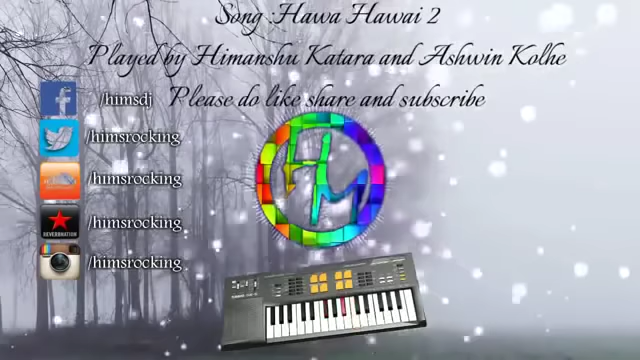 Song :Hawa Hawai 2
Played by Himanshu Katara and Ashwin Kolhe
Please do like share and subscribe
/himsdj
/himsrocking
/himsrocking
/himsrocking
REVERBNATION
/himsrocking